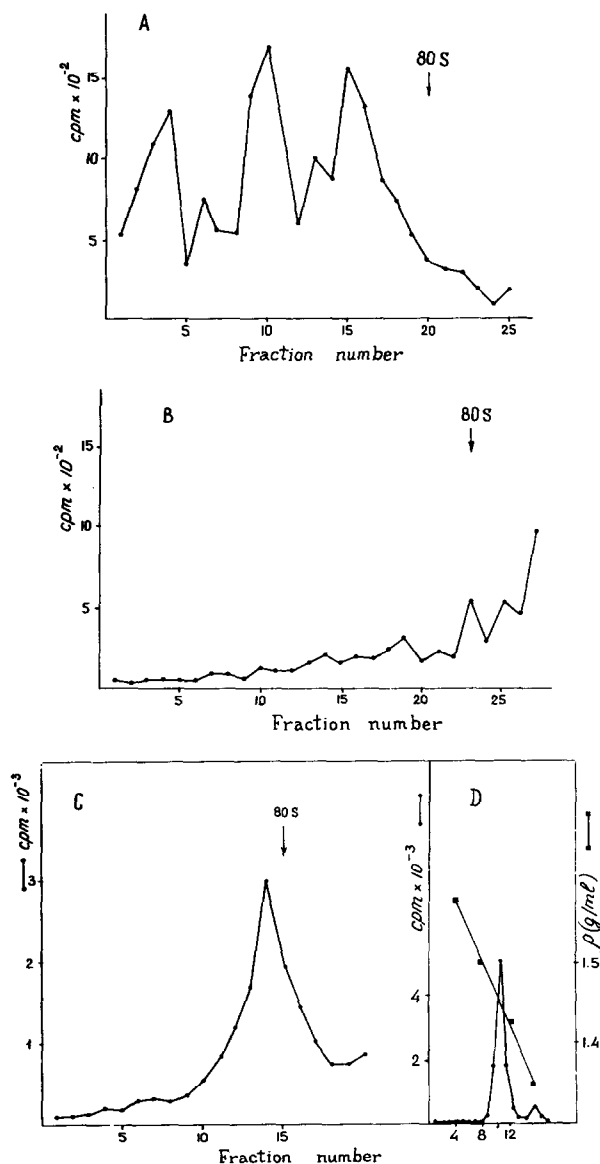 A
80 S
cpm × 10⁻²
15
10
5
5 10 15 20 25
Fraction number
B
80 S
cpm × 10⁻²
15
10
5
5 10 15 20 25
Fraction number
C
80 S
cpm × 10⁻³
3
2
1
5 10 15
Fraction number
D
cpm × 10⁻³
4
2
ρ (g/ml)
1.5
1.4
4 8 12